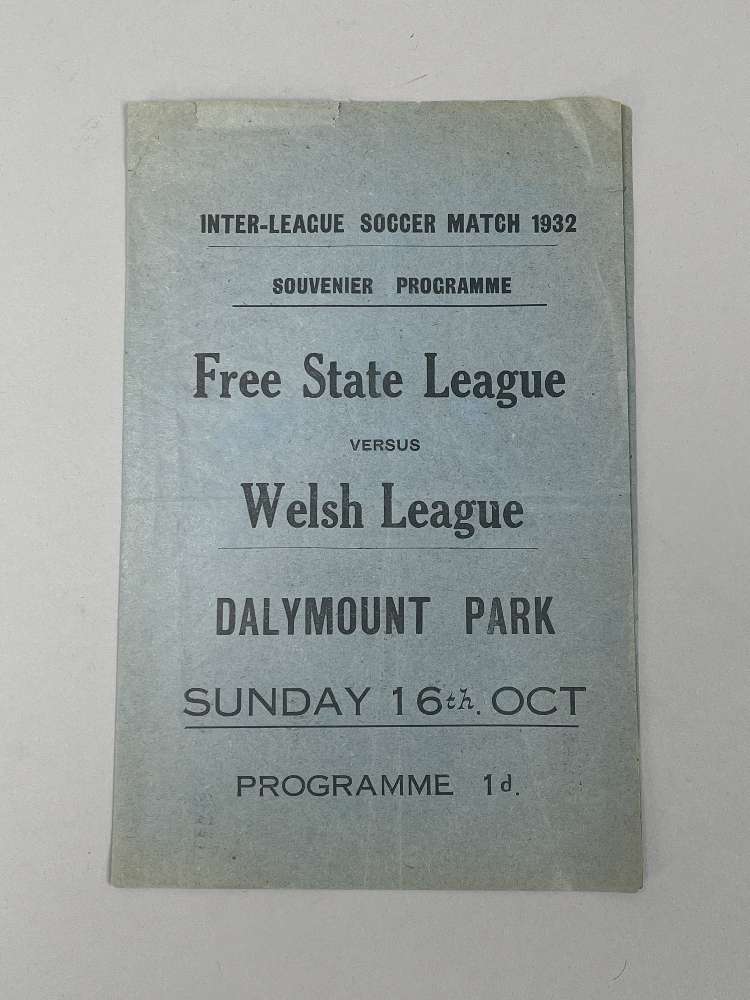 INTER-LEAGUE SOCCER MATCH 1932
SOUVENIER PROGRAMME
Free State League
VERSUS
Welsh League
DALYMOUNT PARK
SUNDAY 16th. OCT
PROGRAMME 1d.